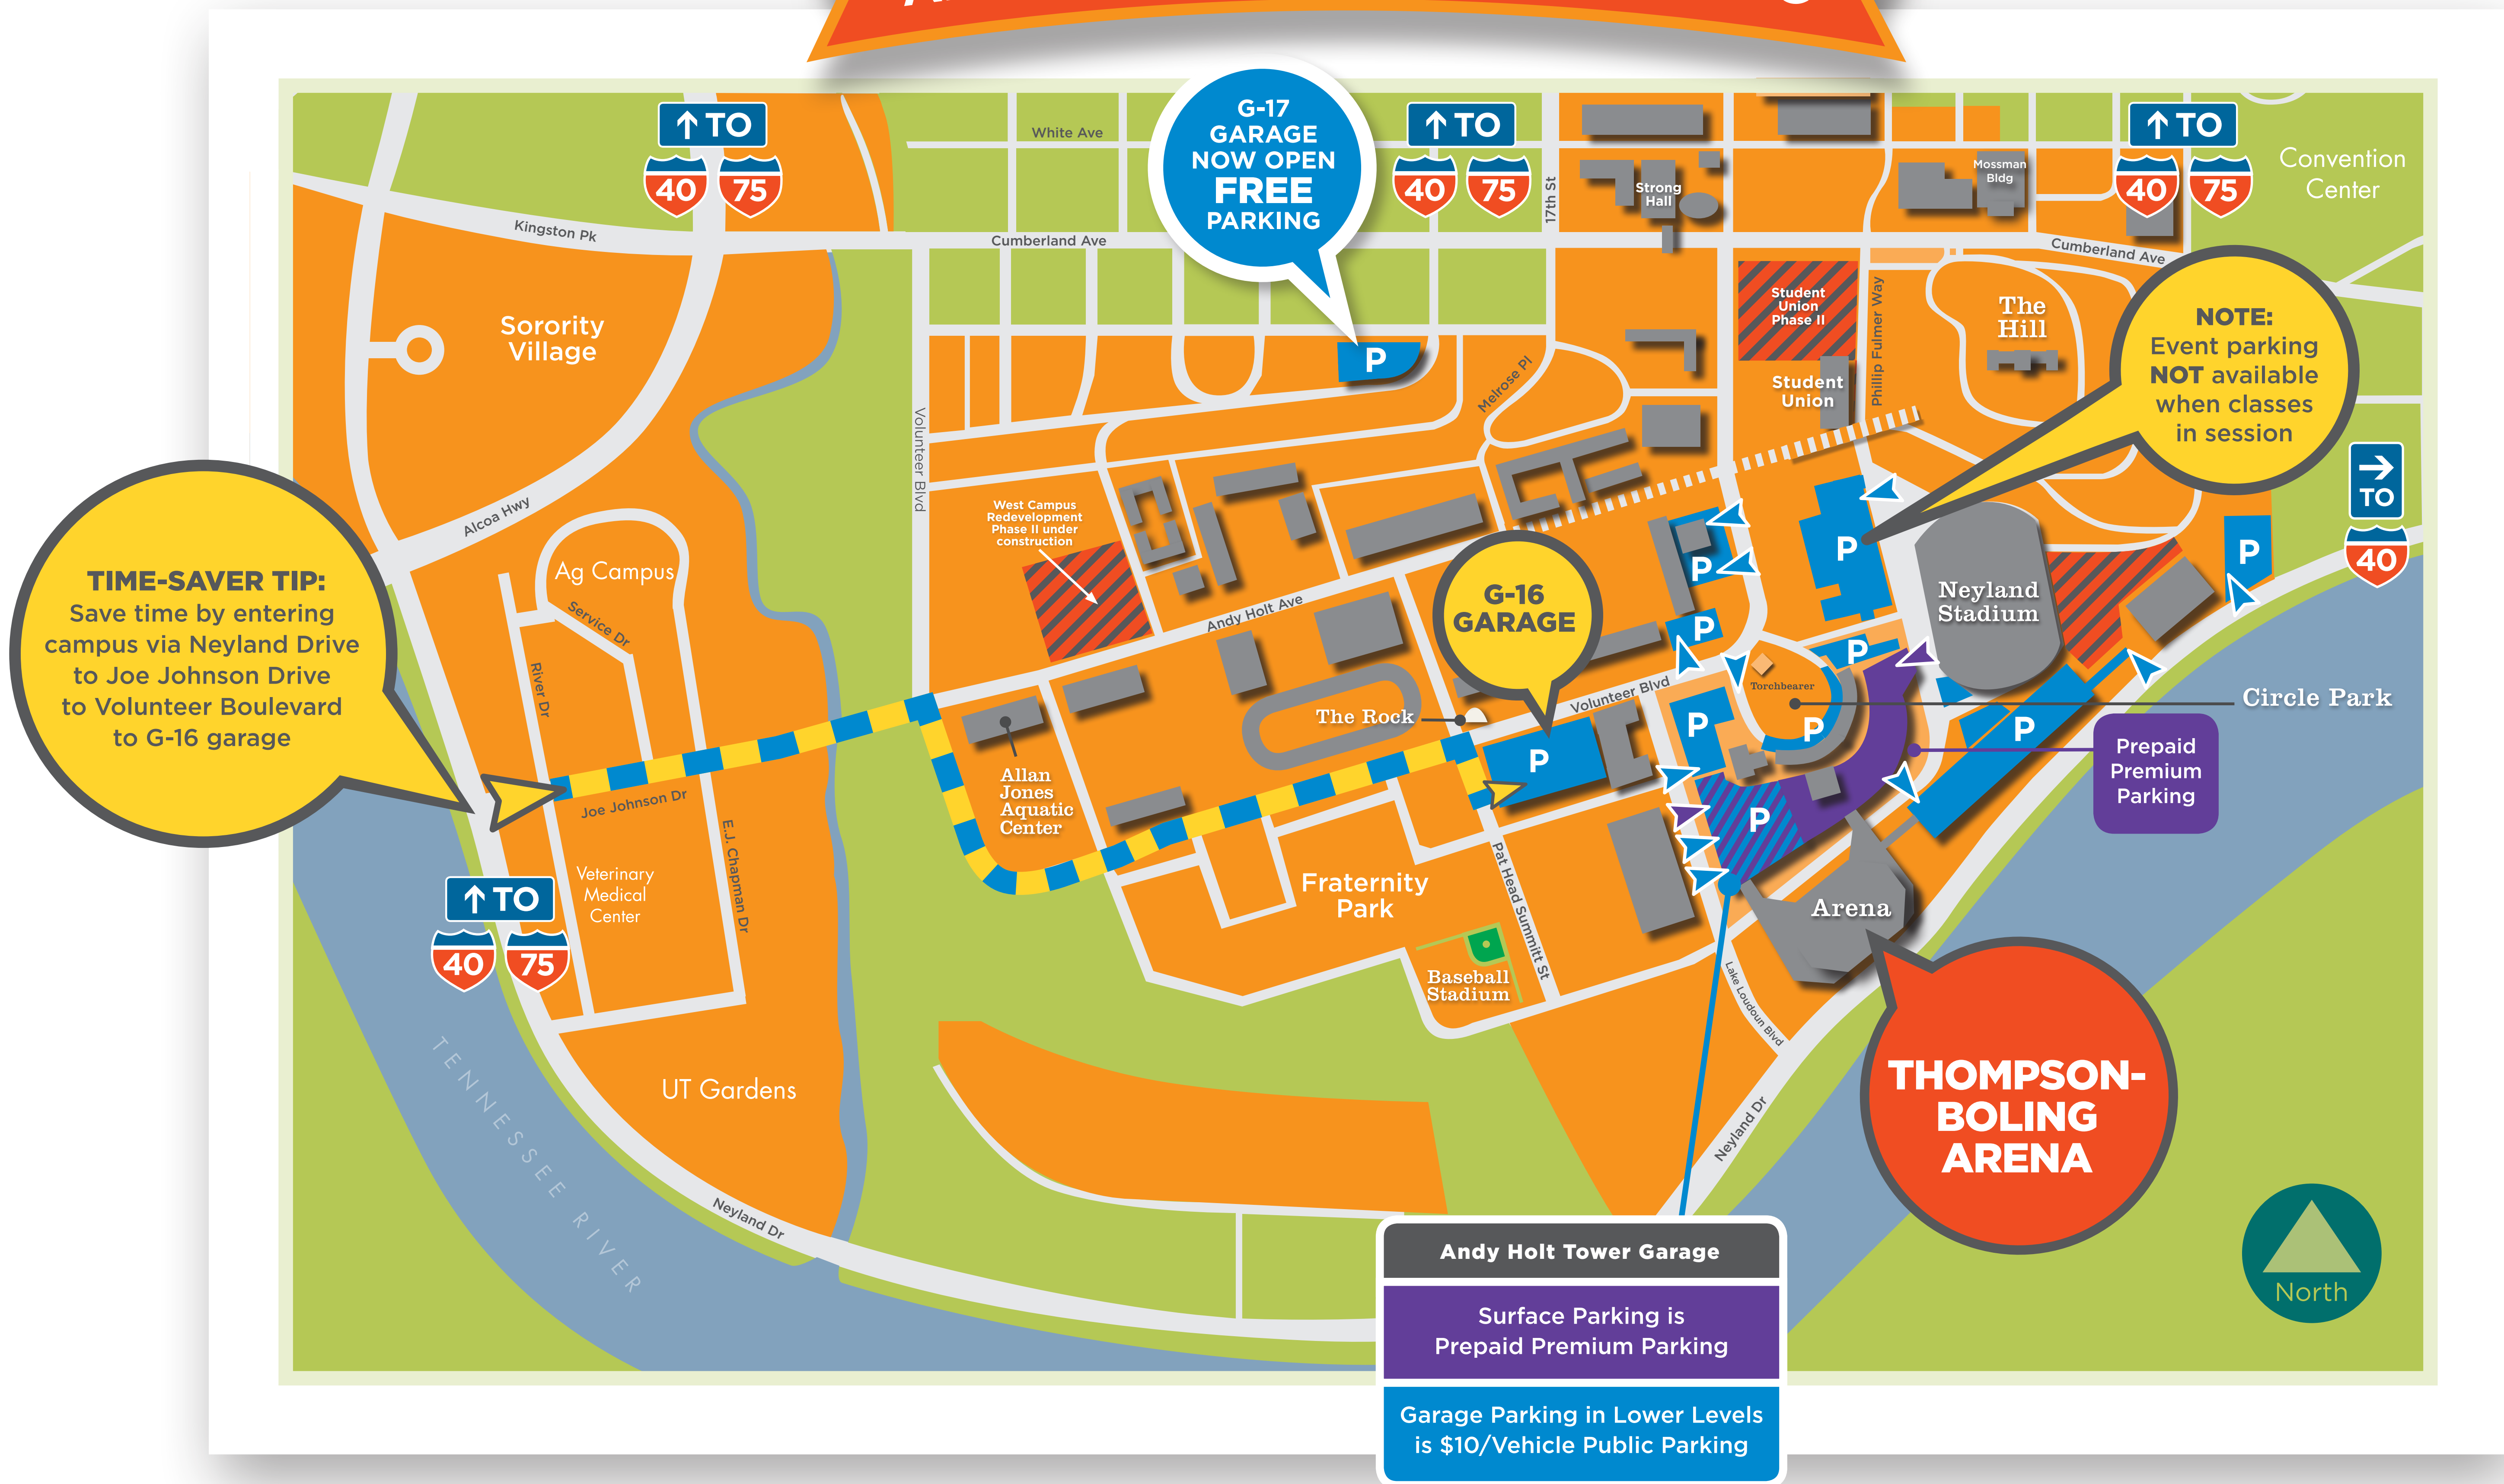 G-17
GARAGE
NOW OPEN
FREE
PARKING
TO
40 75
TO
40 75
TO
40 75
White Ave
17th St
Strong
Hall
Mossman
Bldg
Convention
Center
Kingston Pk
Cumberland Ave
Cumberland Ave
Sorority
Village
Student
Union
Phase II
Phillip Fulmer Way
The
Hill
NOTE:
Event parking
NOT available
when classes
in session
P
Melrose Pl
Student
Union
Volunteer Blvd
Alcoa Hwy
West Campus
Redevelopment
Phase II under
construction
TO
40
TIME-SAVER TIP:
Save time by entering
campus via Neyland Drive
to Joe Johnson Drive
to Volunteer Boulevard
to G-16 garage
Ag Campus
Service Dr
River Dr
Andy Holt Ave
G-16
GARAGE
P
P
P
P
P
Neyland
Stadium
Volunteer Blvd
Torchbearer
Circle Park
The Rock
P
P
P
P
Prepaid
Premium
Parking
Allan
Jones
Aquatic
Center
Joe Johnson Dr
E.J. Chapman Dr
P
Veterinary
Medical
Center
TO
40 75
Fraternity
Park
Pat Head Summitt St
Arena
Baseball
Stadium
Lake Loudoun Blvd
TENNESSEE RIVER
UT Gardens
THOMPSON-
BOLING
ARENA
Neyland Dr
Neyland Dr
Andy Holt Tower Garage
Surface Parking is
Prepaid Premium Parking
Garage Parking in Lower Levels
is $10/Vehicle Public Parking
North